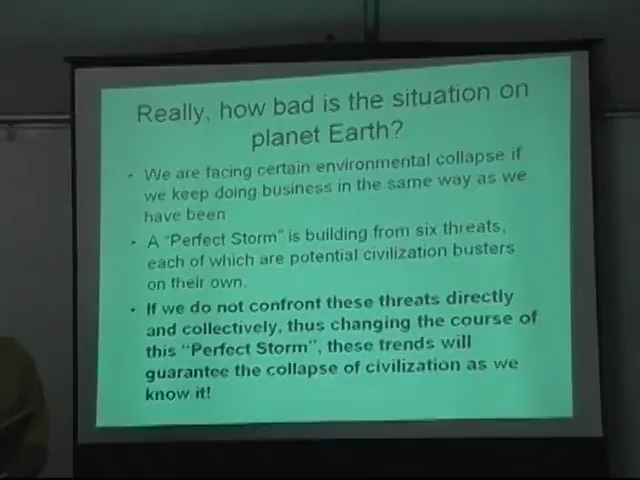 Really, how bad is the situation on
planet Earth?
• We are facing certain environmental collapse if
we keep doing business in the same way as we
have been
• A "Perfect Storm" is building from six threats,
each of which are potential civilization busters
on their own.
• If we do not confront these threats directly
and collectively, thus changing the course of
this "Perfect Storm", these trends will
guarantee the collapse of civilization as we
know it!